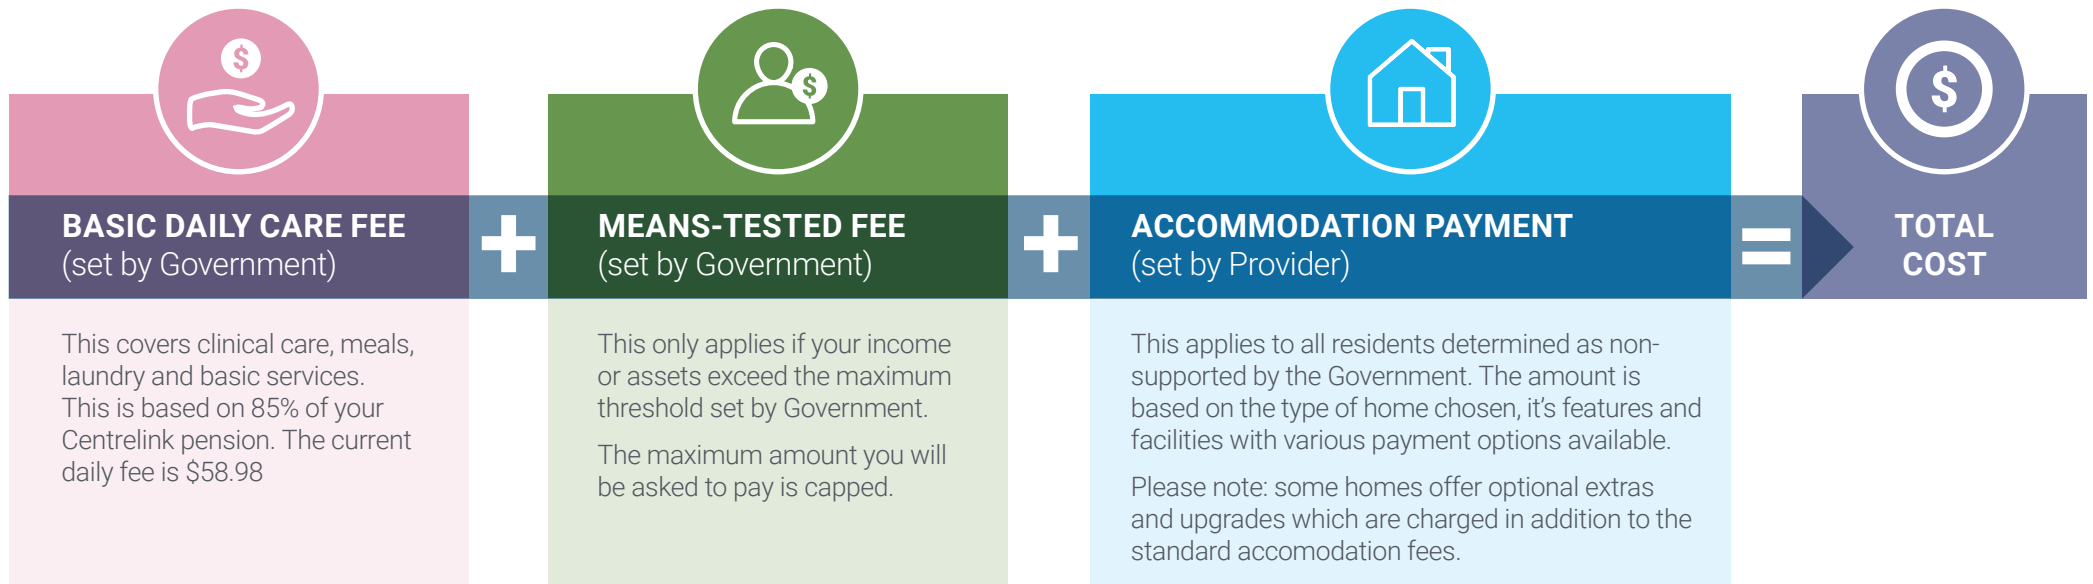 $
BASIC DAILY CARE FEE
(set by Government)
This covers clinical care, meals,
laundry and basic services.
This is based on 85% of your
Centrelink pension. The current
daily fee is $58.98
+
$
MEANS-TESTED FEE
(set by Government)
This only applies if your income
or assets exceed the maximum
threshold set by Government.
The maximum amount you will
be asked to pay is capped.
+
ACCOMMODATION PAYMENT
(set by Provider)
This applies to all residents determined as non-
supported by the Government. The amount is
based on the type of home chosen, it's features and
facilities with various payment options available.
Please note: some homes offer optional extras
and upgrades which are charged in addition to the
standard accomodation fees.
=
$
TOTAL
COST